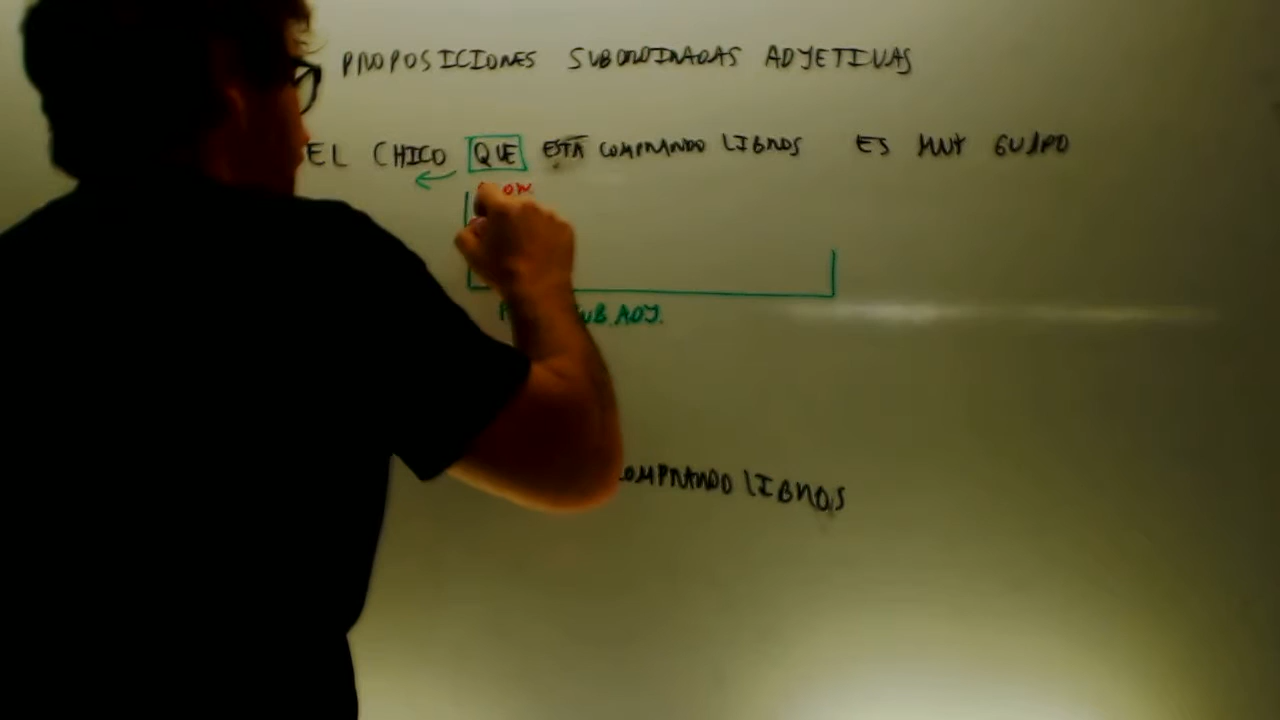 PROPOSICIONES SUBORDINADAS ADJETIVAS
EL CHICO QUE ESTÁ COMPRANDO LIBROS ES MUY GUAPO
SUB. ADJ.
COMPRANDO LIBROS